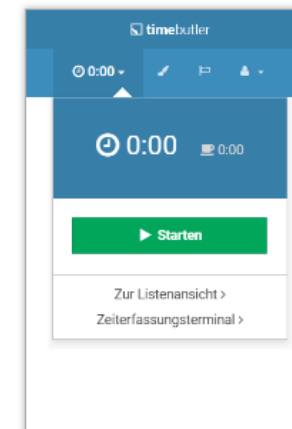 timebutler
0:00
0:00 0:00
Starten
Zur Listenansicht >
Zeiterfassungsterminal >